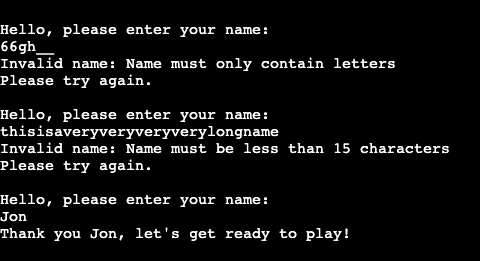 Hello, please enter your name:
66gh__
Invalid name: Name must only contain letters
Please try again.
Hello, please enter your name:
thisisaveryveryveryverylongname
Invalid name: Name must be less than 15 characters
Please try again.
Hello, please enter your name:
Jon
Thank you Jon, let's get ready to play!